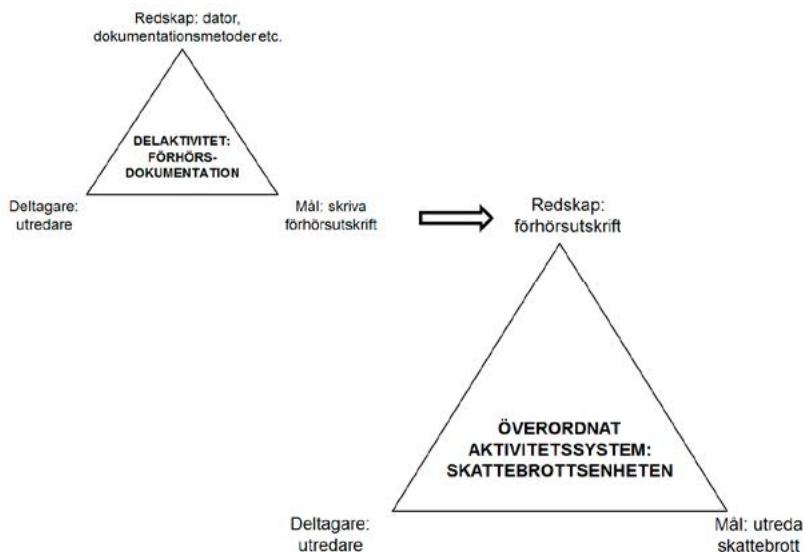 Redskap: dator,
dokumentationsmetoder etc.
DELAKTIVITET:
FÖRHÖRS-
DOKUMENTATION
Deltagare:
utredare
Mål: skriva
förhörsutskrift
Redskap:
förhörsutskrift
ÖVERORDNAT
AKTIVITETSSYSTEM:
SKATTEBROTTSENHETEN
Deltagare:
utredare
Mål: utreda
skattebrott